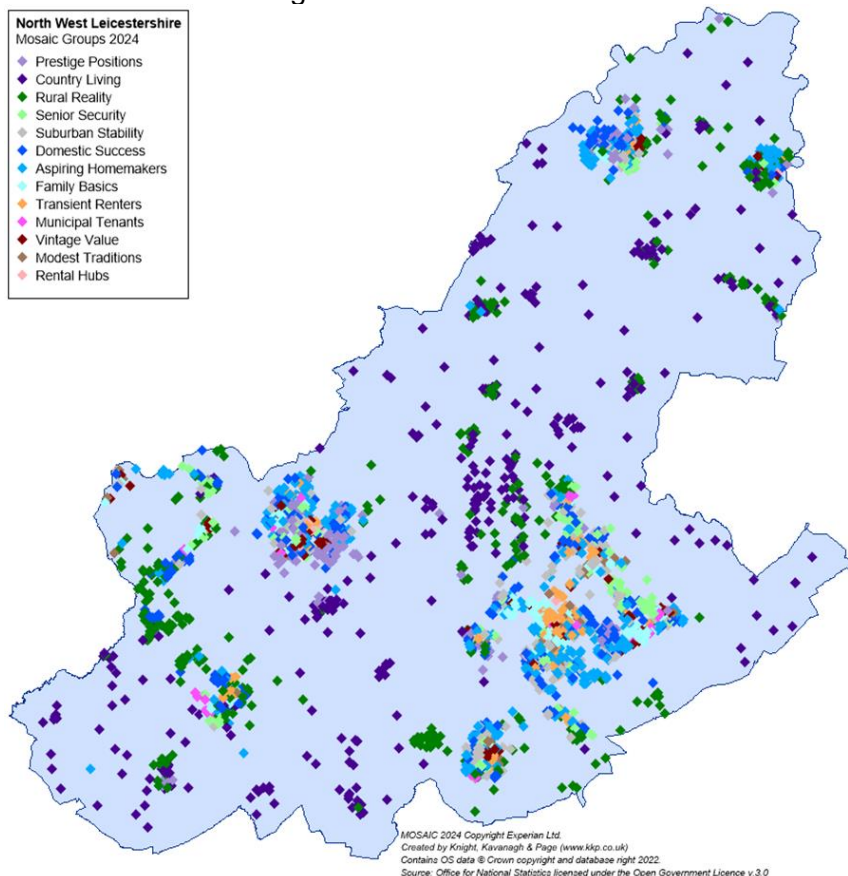 North West Leicestershire
Mosaic Groups 2024
Prestige Positions
Country Living
Rural Reality
Senior Security
Suburban Stability
Domestic Success
Aspiring Homemakers
Family Basics
Transient Renters
Municipal Tenants
Vintage Value
Modest Traditions
Rental Hubs
MOSAIC 2024 Copyright Experian Ltd.
Created by Knight, Kavanagh & Page (www.kkp.co.uk)
Contains OS data ® Crown copyright and database right 2022.
Source: Office for National Statistics licensed under the Open Government Licence v.3.0